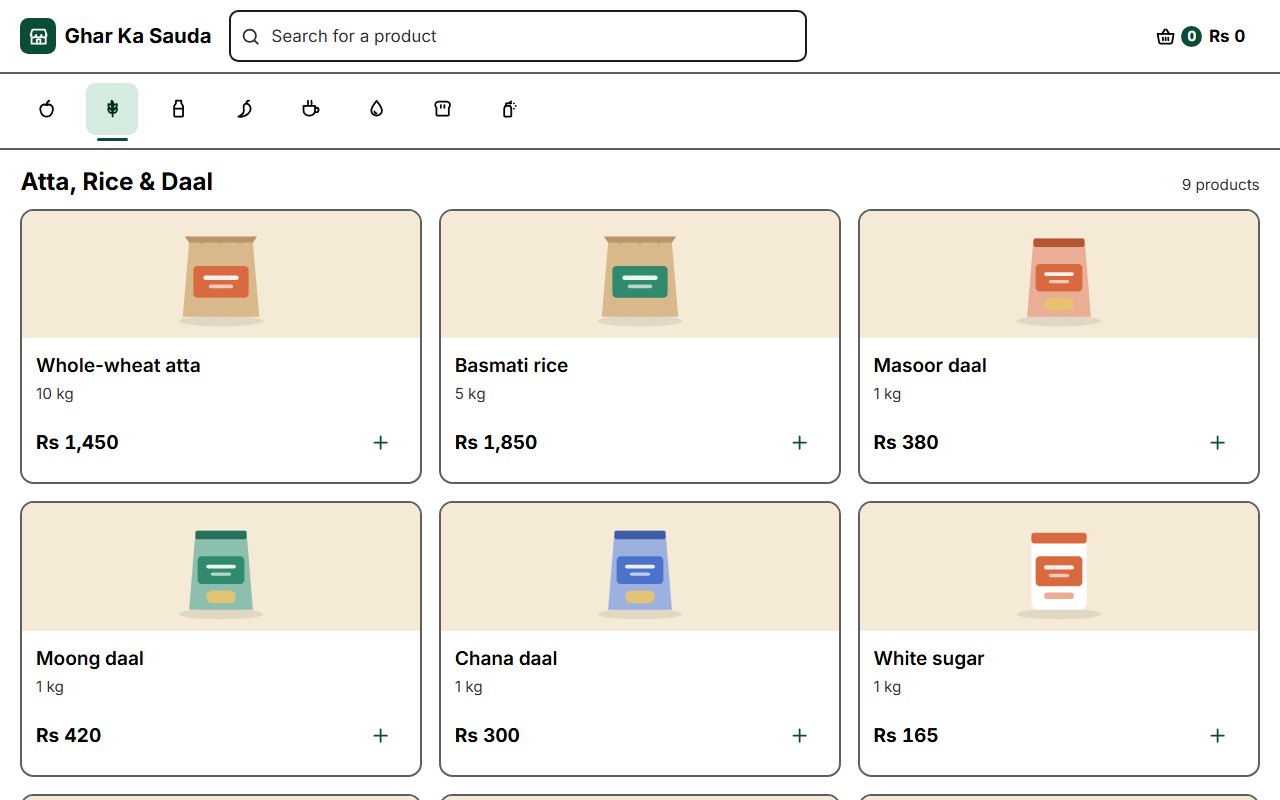 Ghar Ka Sauda
Search for a product
0 Rs 0
Atta, Rice & Daal
9 products
Whole-wheat atta
10 kg
Rs 1,450
Basmati rice
5 kg
Rs 1,850
Masoor daal
1 kg
Rs 380
Moong daal
1 kg
Rs 420
Chana daal
1 kg
Rs 300
White sugar
1 kg
Rs 165